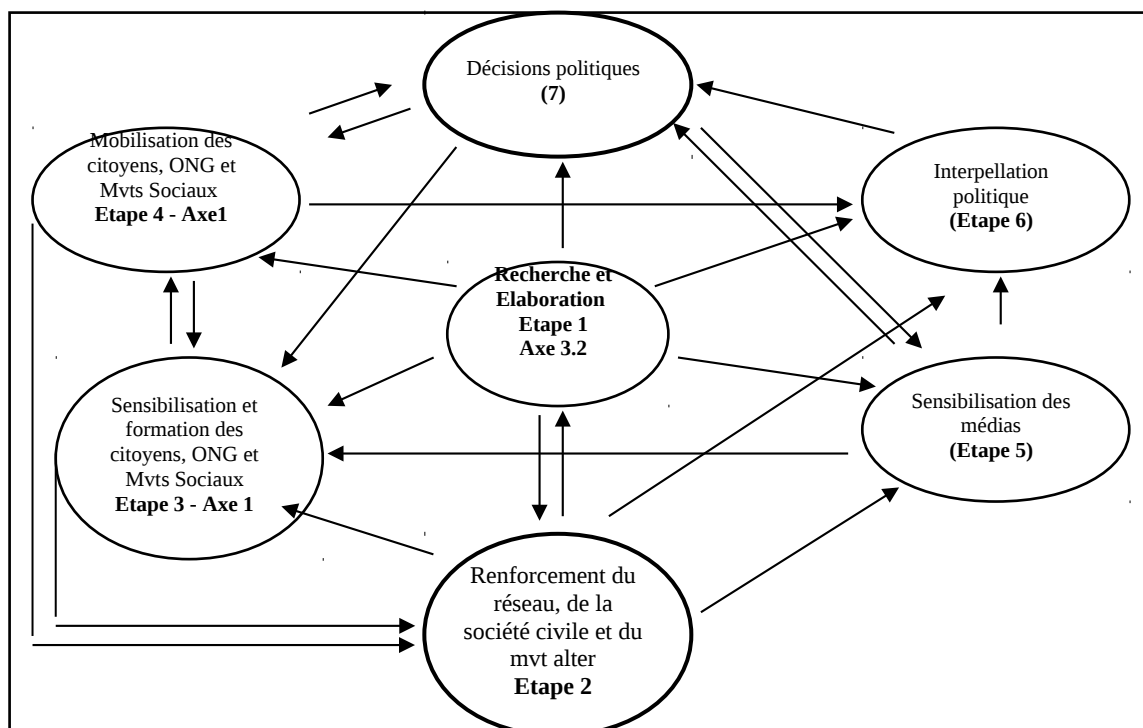 Décisions politiques
(7)
Mobilisation des
citoyens, ONG et
Mvts Sociaux
Etape 4 - Axe1
Interpellation
politique
(Etape 6)
Recherche et
Elaboration
Etape 1
Axe 3.2
Sensibilisation et
formation des
citoyens, ONG et
Mvts Sociaux
Etape 3 - Axe 1
Sensibilisation des
médias
(Etape 5)
Renforcement du
réseau, de la
société civile et du
mvt alter
Etape 2